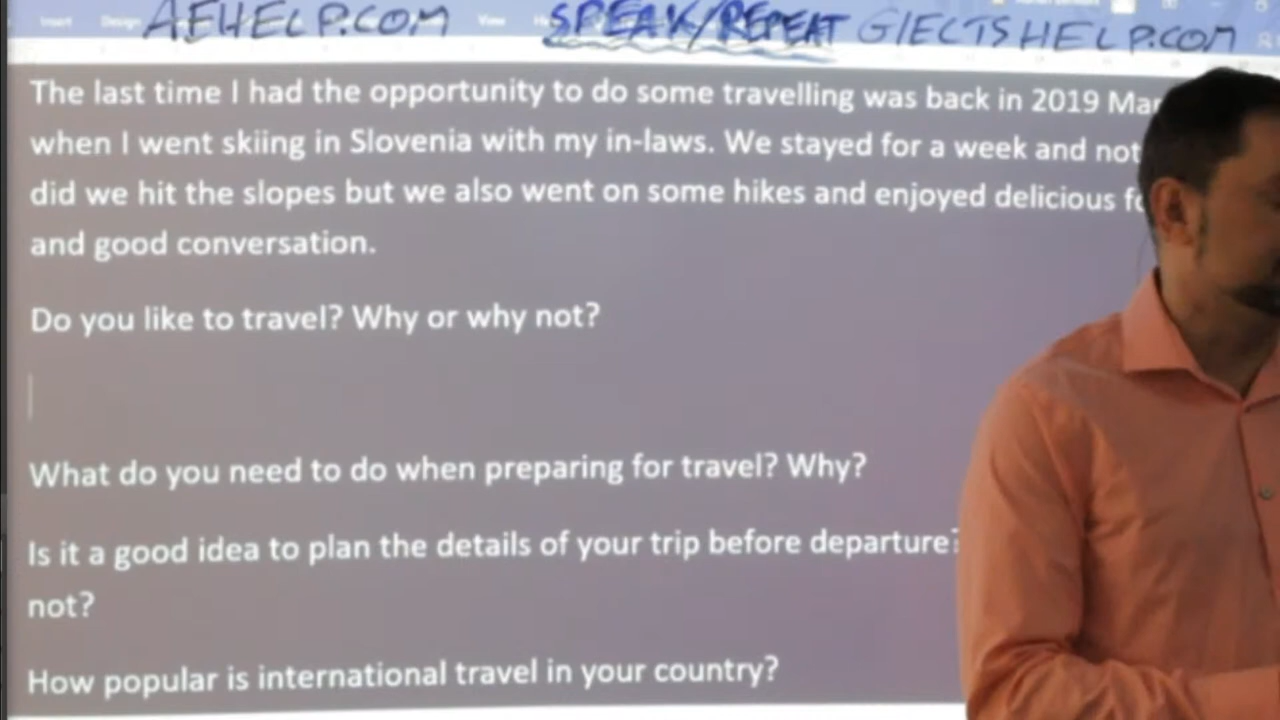 Insert
View
AEHELP.COM SPEAK/REPEAT GIELTSHELP.COM
The last time I had the opportunity to do some travelling was back in 2019
when I went skiing in Slovenia with my in-laws. We stayed for a week and not
did we hit the slopes but we also went on some hikes and enjoyed delicious
and good conversation.
Do you like to travel? Why or why not?
What do you need to do when preparing for travel? Why?
Is it a good idea to plan the details of your trip before departure?
not?
How popular is international travel in your country?